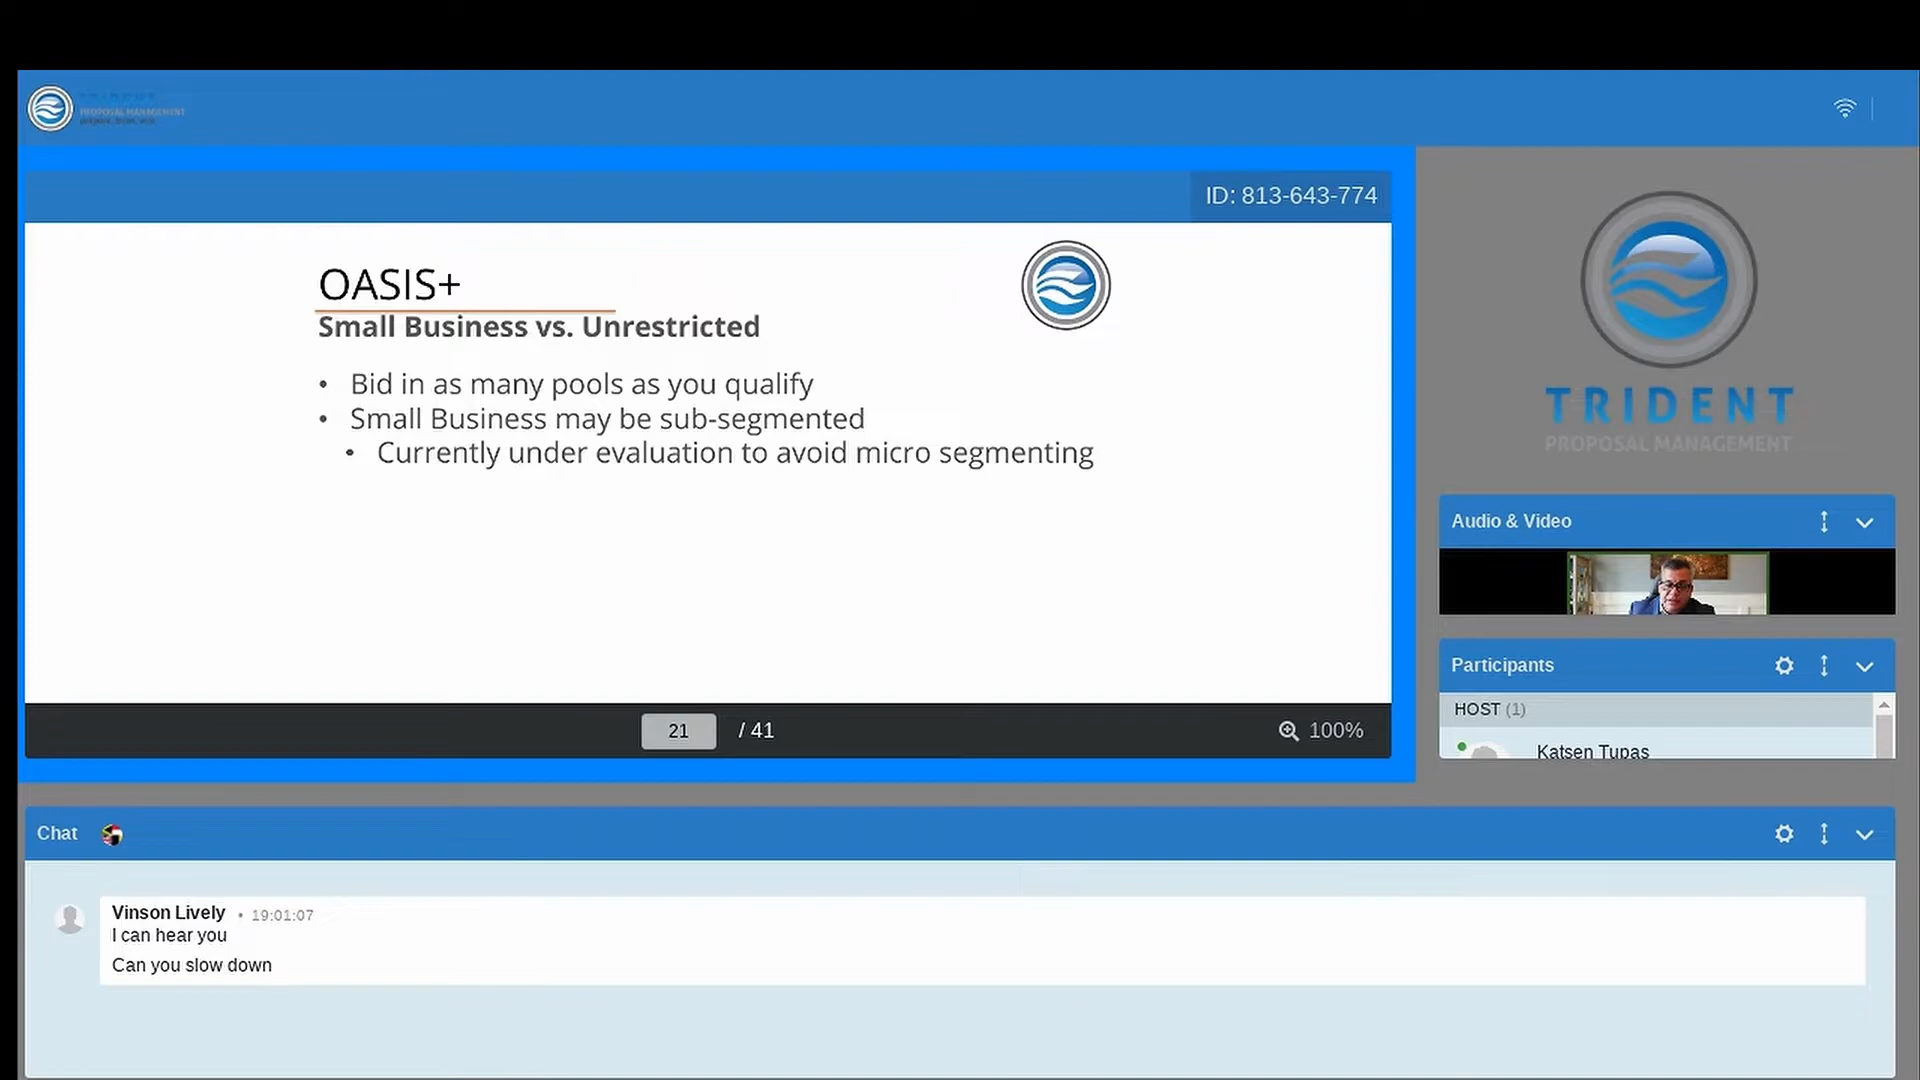 PROPOSAL MANAGEMENT
ID: 813-643-774
OASIS+
Small Business vs. Unrestricted
• Bid in as many pools as you qualify
• Small Business may be sub-segmented
• Currently under evaluation to avoid micro segmenting
21 / 41
100%
TRIDENT
PROPOSAL MANAGEMENT
Audio & Video
Participants
HOST (1)
Katsen Tupas
Chat
Vinson Lively • 19:01:07
I can hear you
Can you slow down